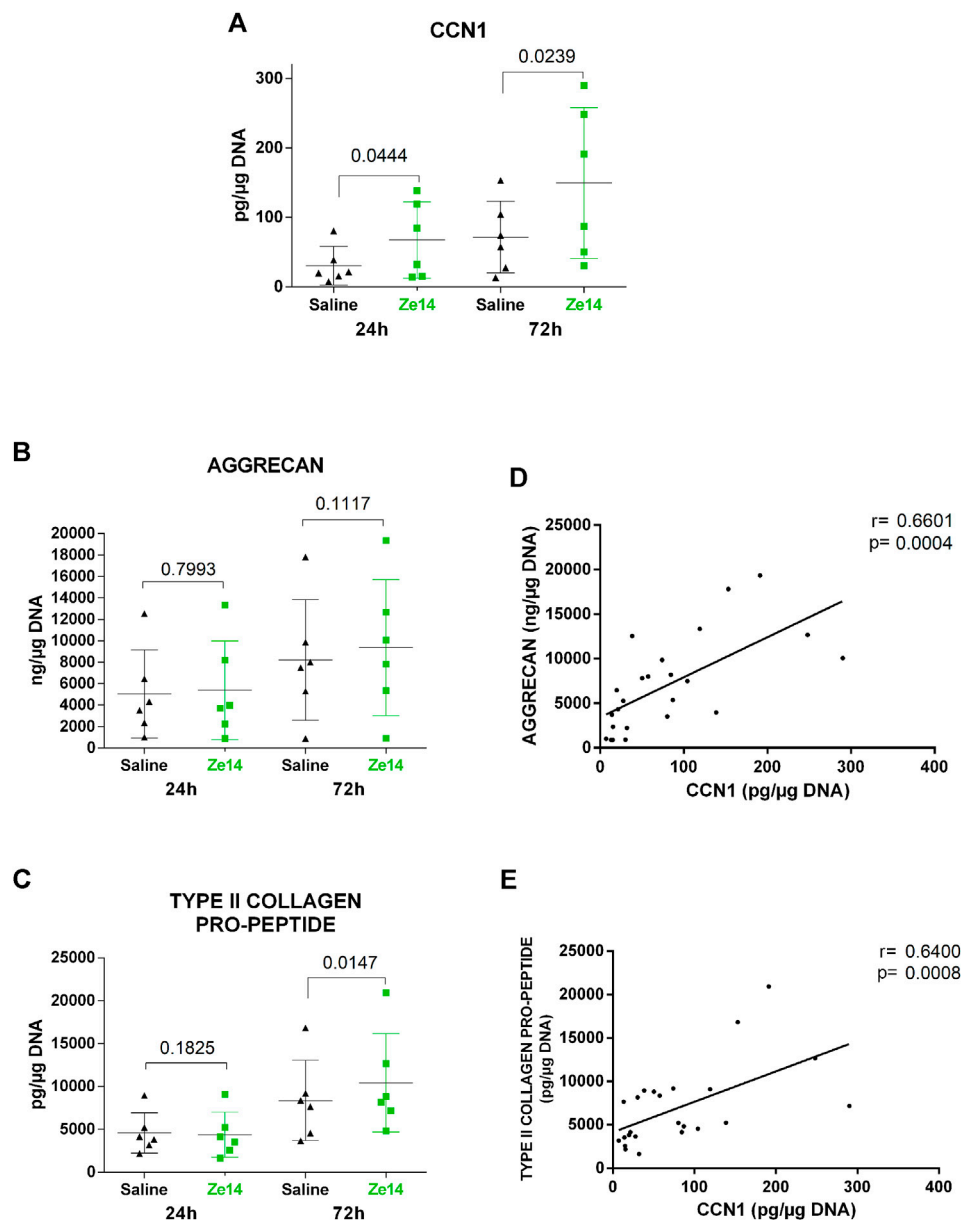 A
CCN1
0.0239
0.0444
300
200
100
0
pg/µg DNA
Saline
Ze14
Saline
Ze14
24h
72h
B
AGGRECAN
0.1117
0.7993
20000
18000
16000
14000
12000
10000
8000
6000
4000
2000
0
ng/µg DNA
Saline
Ze14
Saline
Ze14
24h
72h
D
r= 0.6601
p= 0.0004
25000
20000
15000
10000
5000
0
AGGRECAN (ng/µg DNA)
0
100
200
300
400
CCN1 (pg/µg DNA)
C
TYPE II COLLAGEN
PRO-PEPTIDE
0.0147
0.1825
25000
20000
15000
10000
5000
0
pg/µg DNA
Saline
Ze14
Saline
Ze14
24h
72h
E
r= 0.6400
p= 0.0008
25000
20000
15000
10000
5000
0
TYPE II COLLAGEN PRO-PEPTIDE
(pg/µg DNA)
0
100
200
300
400
CCN1 (pg/µg DNA)